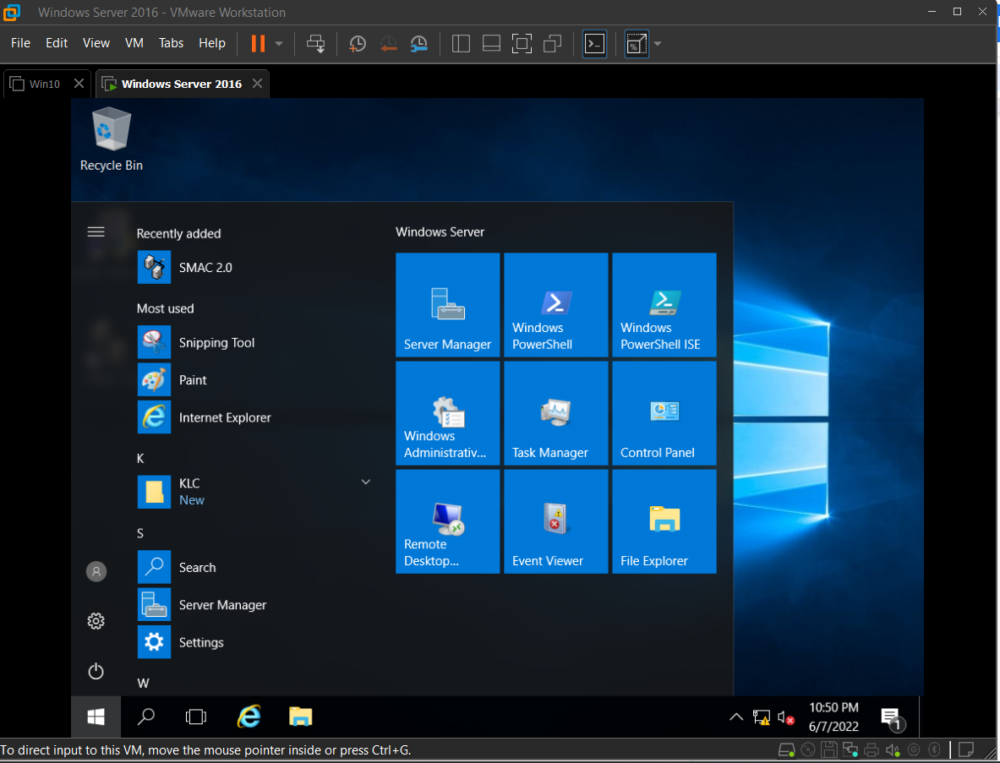 Windows Server 2016 - VMware Workstation
File Edit View VM Tabs Help
Win10
Windows Server 2016
Recycle Bin
Recently added
SMAC 2.0
Most used
Snipping Tool
Paint
Internet Explorer
K
KLC
New
S
Search
Server Manager
Settings
W
Windows Server
Server Manager
Windows
PowerShell
Windows
PowerShell ISE
Windows
Administrativ...
Task Manager
Control Panel
Remote
Desktop...
Event Viewer
File Explorer
10:50 PM
6/7/2022
1
To direct input to this VM, move the mouse pointer inside or press Ctrl+G.